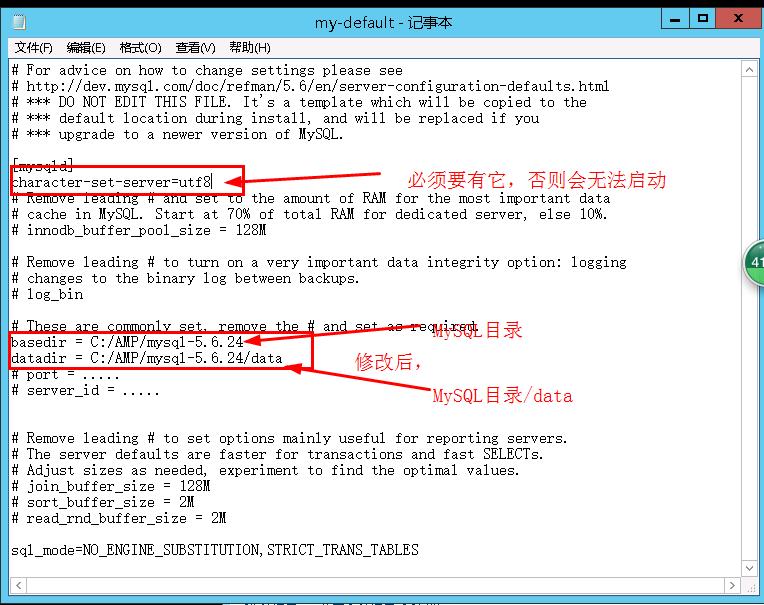 my-default - 记事本
文件(F) 编辑(E) 格式(O) 查看(V) 帮助(H)
# For advice on how to change settings please see
# http://dev.mysql.com/doc/refman/5.6/en/server-configuration-defaults.html
# *** DO NOT EDIT THIS FILE. It's a template which will be copied to the
# *** default location during install, and will be replaced if you
# *** upgrade to a newer version of MySQL.
[mysqld]
character-set-server=utf8 必须要有它，否则会无法启动
# Remove leading # and set to the amount of RAM for the most important data
# cache in MySQL. Start at 70% of total RAM for dedicated server, else 10%.
# innodb_buffer_pool_size = 128M
# Remove leading # to turn on a very important data integrity option: logging
# changes to the binary log between backups.
# log_bin
41
# These are commonly set, remove the # and set as required.
basedir = C:/AMP/mysql-5.6.24 MySQL目录
datadir = C:/AMP/mysql-5.6.24/data 修改后，
# port = .....
# server_id = ..... MySQL目录/data
# Remove leading # to set options mainly useful for reporting servers.
# The server defaults are faster for transactions and fast SELECTs.
# Adjust sizes as needed, experiment to find the optimal values.
# join_buffer_size = 128M
# sort_buffer_size = 2M
# read_rnd_buffer_size = 2M
sql_mode=NO_ENGINE_SUBSTITUTION,STRICT_TRANS_TABLES